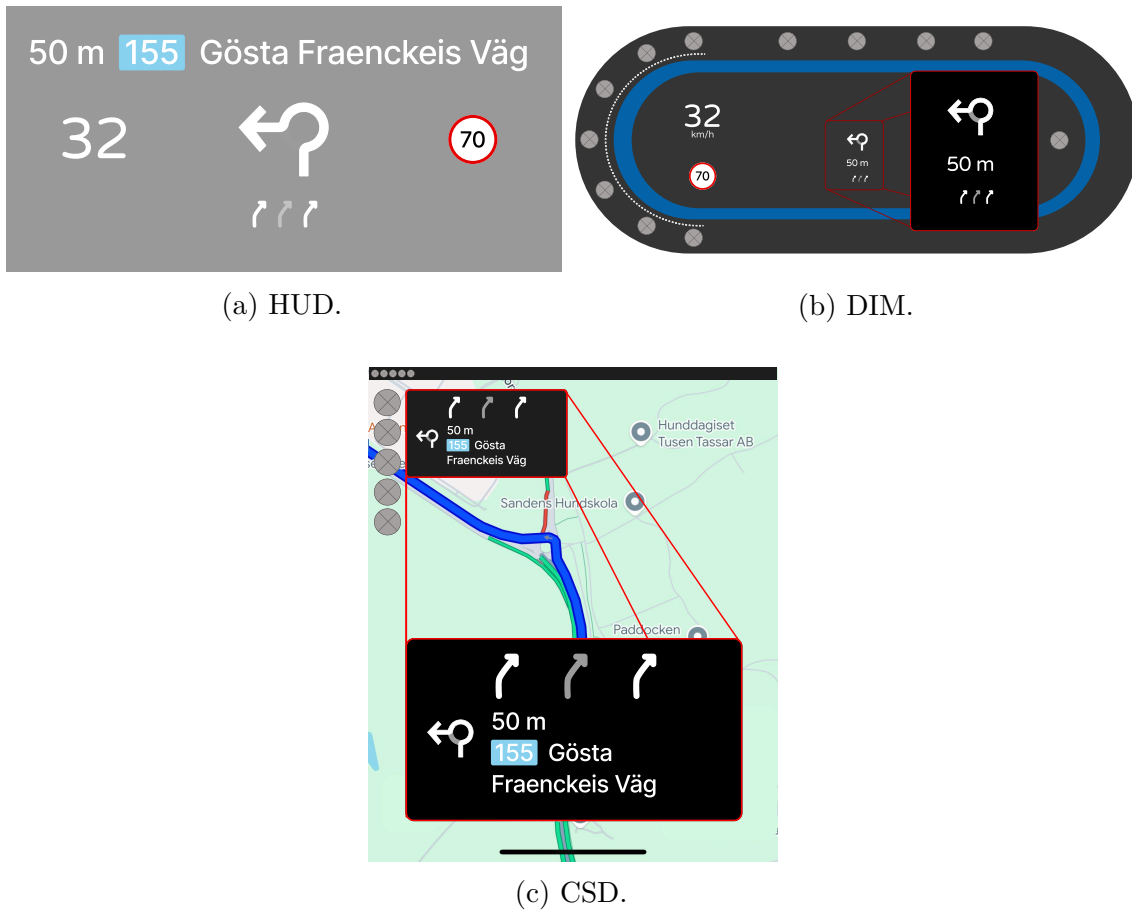 50 m 155 Gösta Fraenckeis Väg
32
70
(a) HUD.
32
km/h
70
50 m
50 m
(b) DIM.
50 m
155 Gösta
Fraenckeis Väg
Hunddagiset
Tusen Tassar AB
Sandens Hundskola
Paddocken
50 m
155 Gösta
Fraenckeis Väg
(c) CSD.